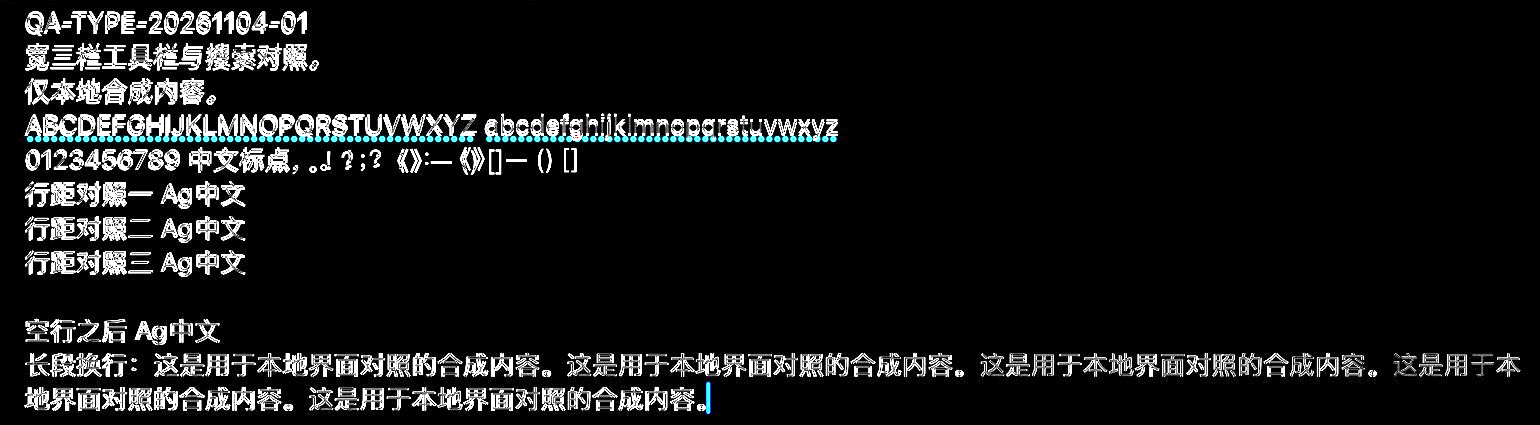 QA-TYPE-20261104-01
宽三栏工具栏与搜索对照。
仅本地合成内容。
ABCDEFGHIJKLMNOPQRSTUVWXYZ abcdefghijklmnopqrstuvwxyz
0123456789 中文标点，。！？；？《》：—《》[]— () []
行距对照一 Ag中文
行距对照二 Ag中文
行距对照三 Ag中文
空行之后 Ag中文
长段换行：这是用于本地界面对照的合成内容。这是用于本地界面对照的合成内容。这是用于本地界面对照的合成内容。这是用于本
地界面对照的合成内容。这是用于本地界面对照的合成内容。